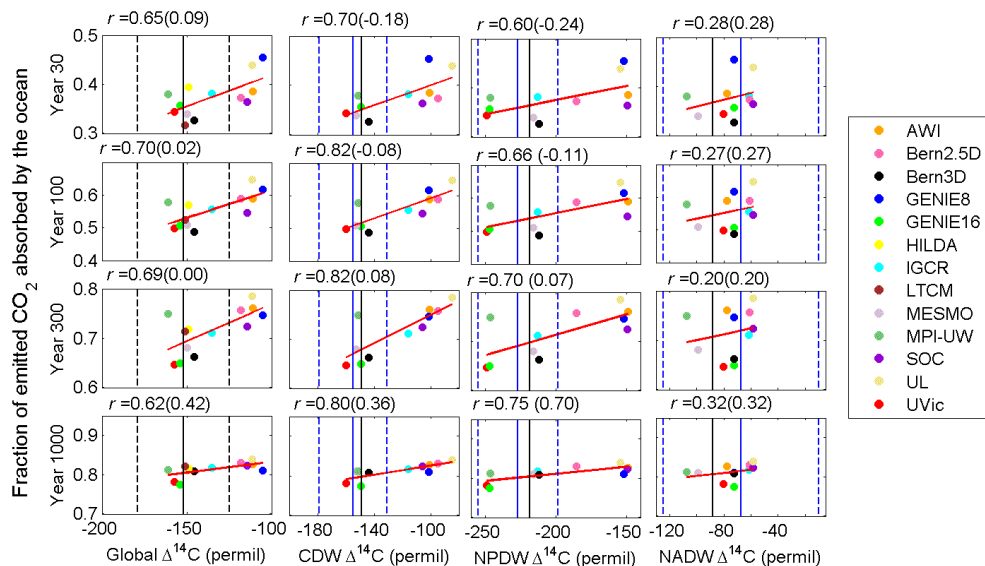 r =0.65(0.09)
r =0.70(-0.18)
r =0.60(-0.24)
r =0.28(0.28)
0.5
0.4
0.3
Year 30
r =0.70(0.02)
r =0.82(-0.08)
r =0.66 (-0.11)
r =0.27(0.27)
0.6
0.5
0.4
Year 100
r =0.69(0.00)
r =0.82(0.08)
r =0.70 (0.07)
r =0.20(0.20)
0.8
0.7
0.6
Year 300
r =0.62(0.42)
r =0.80(0.36)
r =0.75 (0.70)
r =0.32(0.32)
0.9
0.8
0.7
Year 1000
Fraction of emitted CO2 absorbed by the ocean
-200 -150 -100
-180 -140 -100
-250 -200 -150
-120 -80 -40
Global Δ14C (permil)
CDW Δ14C (permil)
NPDW Δ14C (permil)
NADW Δ14C (permil)
AWI
Bern2.5D
Bern3D
GENIE8
GENIE16
HILDA
IGCR
LTCM
MESMO
MPI-UW
SOC
UL
UVic